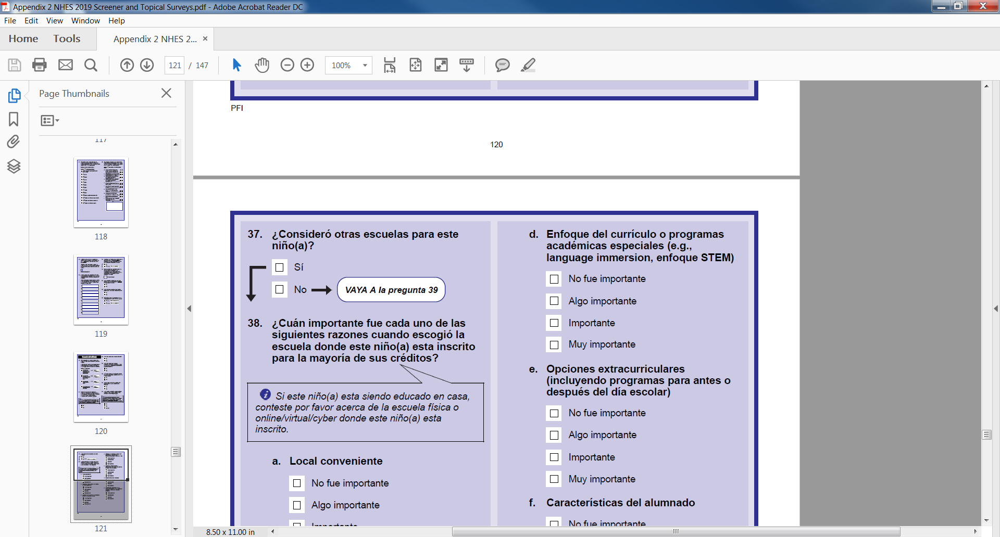 Appendix 2 NHES 2019 Screener and Topical Surveys.pdf - Adobe Acrobat Reader DC
File Edit View Window Help
Home Tools Appendix 2 NHES 2... ×
121 / 147 100%
Page Thumbnails
117
118
119
120
121
PFI
120
37. ¿Consideró otras escuelas para este
niño(a)?
Sí
No VAYA A la pregunta 39
38. ¿Cuán importante fue cada uno de las
siguientes razones cuando escogió la
escuela donde este niño(a) esta inscrito
para la mayoría de sus créditos?
i Si este niño(a) esta siendo educado en casa,
conteste por favor acerca de la escuela física o
online/virtual/cyber donde este niño(a) esta
inscrito.
a. Local conveniente
No fue importante
Algo importante
Importante
d. Enfoque del currículo o programas
académicas especiales (e.g.,
language immersion, enfoque STEM)
No fue importante
Algo importante
Importante
Muy importante
e. Opciones extracurriculares
(incluyendo programas para antes o
después del día escolar)
No fue importante
Algo importante
Importante
Muy importante
f. Características del alumnado
No fue importante
8.50 x 11.00 in